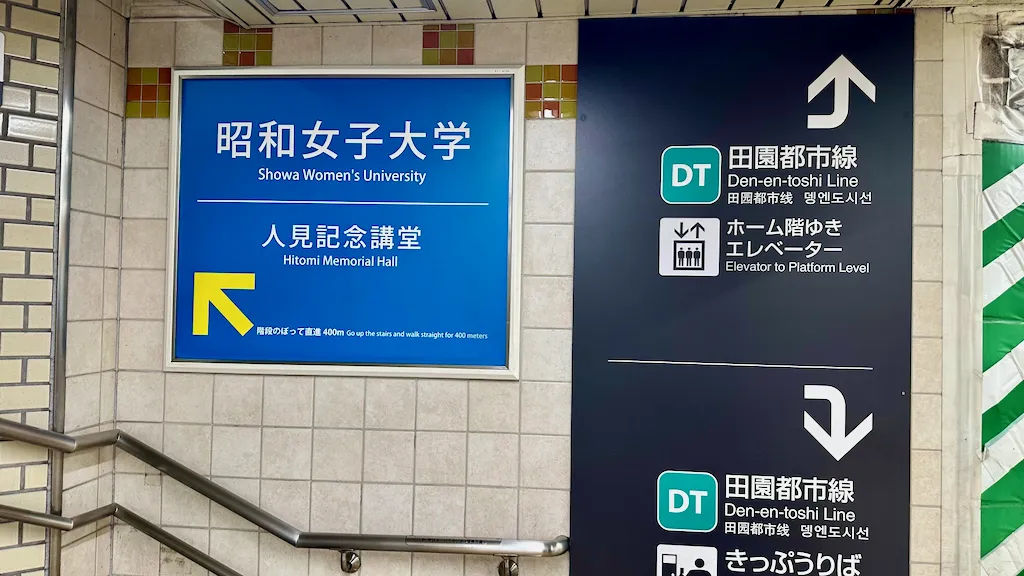 昭和女子大学
Showa Women's University
人見記念講堂
Hitomi Memorial Hall
階段のぼって直進 400m Go up the stairs and walk straight for 400 meters
DT
田園都市線
Den-en-toshi Line
田园都市线 뎅엔도시선
ホーム階ゆき
エレベーター
Elevator to Platform Level
DT
田園都市線
Den-en-toshi Line
田园都市线 뎅엔도시선
きっぷうりば